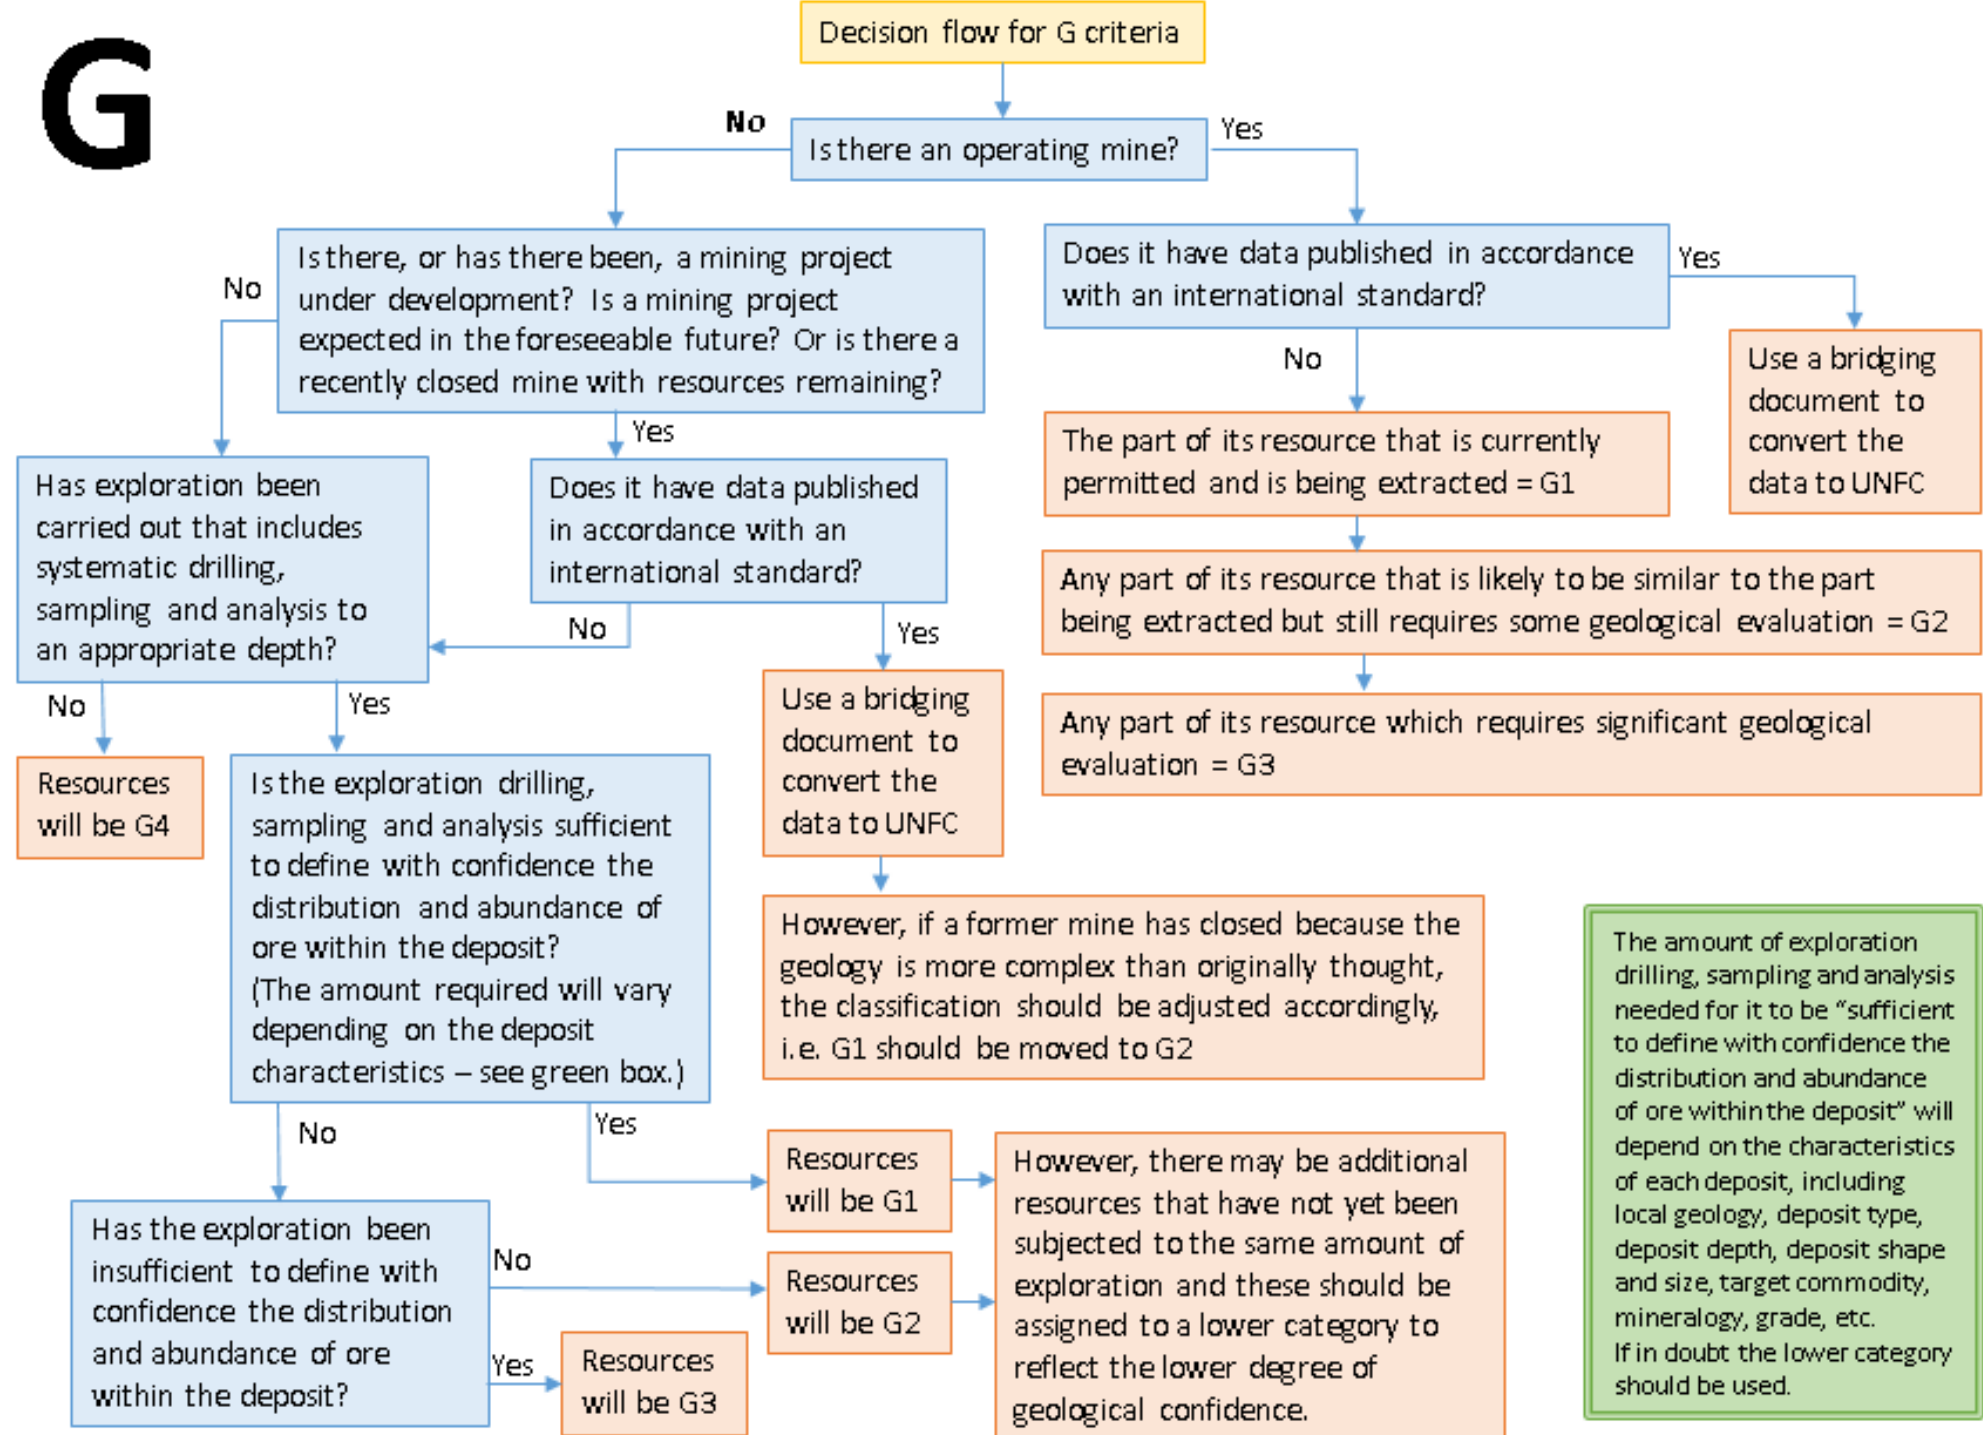 G
Decision flow for G criteria
No
Yes
Is there an operating mine?
Is there, or has there been, a mining project
under development? Is a mining project
expected in the foreseeable future? Or is there a
recently closed mine with resources remaining?
No
Yes
Does it have data published in accordance
with an international standard?
Yes
No
Use a bridging
document to
convert the
data to UNFC
The part of its resource that is currently
permitted and is being extracted = G1
Any part of its resource that is likely to be similar to the part
being extracted but still requires some geological evaluation = G2
Any part of its resource which requires significant geological
evaluation = G3
Has exploration been
carried out that includes
systematic drilling,
sampling and analysis to
an appropriate depth?
Does it have data published
in accordance with an
international standard?
No
Yes
No
Yes
Resources
will be G4
Use a bridging
document to
convert the
data to UNFC
However, if a former mine has closed because the
geology is more complex than originally thought,
the classification should be adjusted accordingly,
i.e. G1 should be moved to G2
Is the exploration drilling,
sampling and analysis sufficient
to define with confidence the
distribution and abundance of
ore within the deposit?
(The amount required will vary
depending on the deposit
characteristics – see green box.)
No
Yes
Resources
will be G1
Has the exploration been
insufficient to define with
confidence the distribution
and abundance of ore
within the deposit?
No
Resources
will be G2
Yes
Resources
will be G3
However, there may be additional
resources that have not yet been
subjected to the same amount of
exploration and these should be
assigned to a lower category to
reflect the lower degree of
geological confidence.
The amount of exploration
drilling, sampling and analysis
needed for it to be “sufficient
to define with confidence the
distribution and abundance
of ore within the deposit” will
depend on the characteristics
of each deposit, including
local geology, deposit type,
deposit depth, deposit shape
and size, target commodity,
mineralogy, grade, etc.
If in doubt the lower category
should be used.